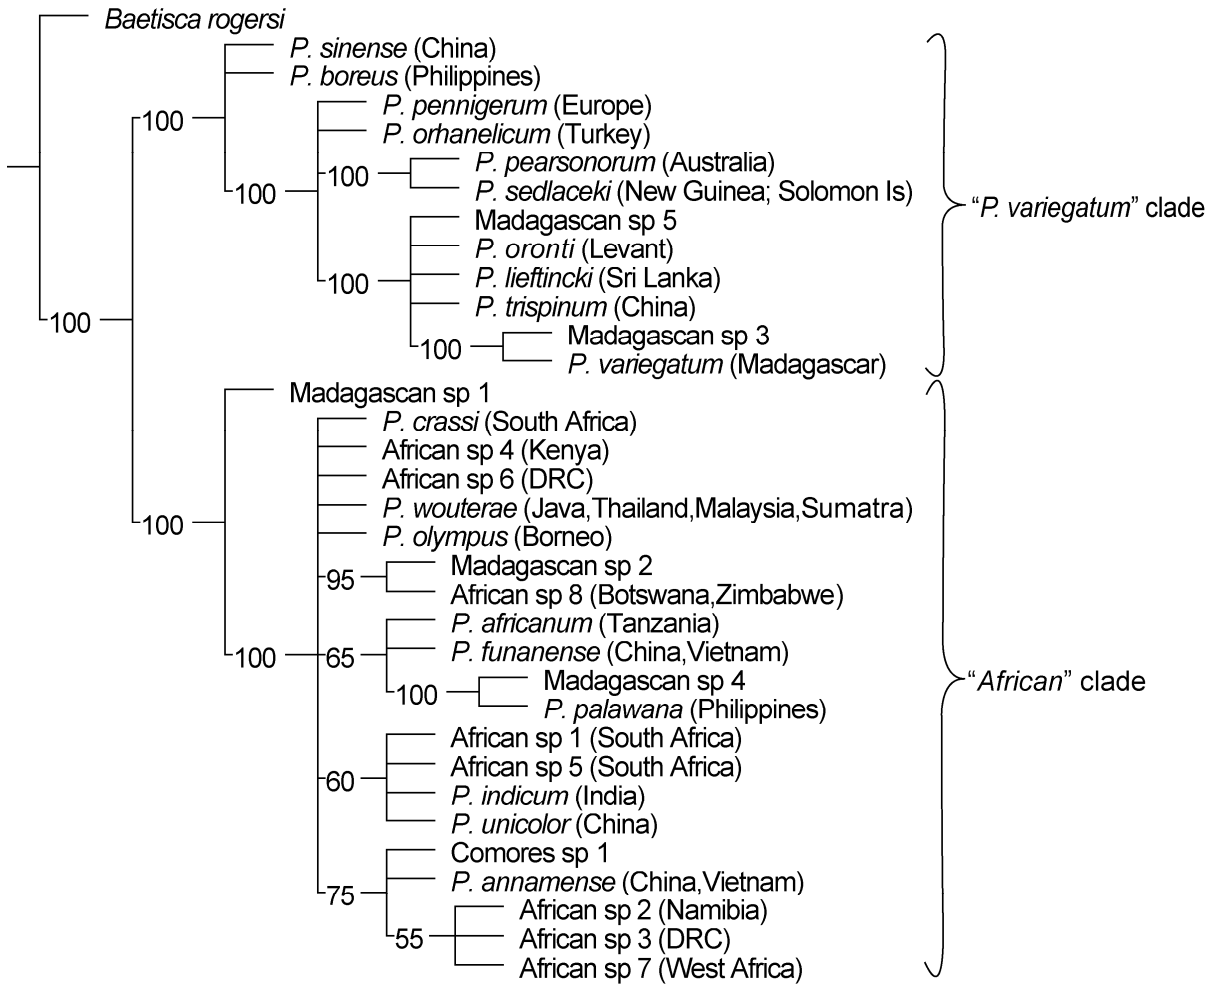 Baetisca rogersi
P. sinense (China)
P. boreus (Philippines)
P. pennigerum (Europe)
100
P. orhanelicum (Turkey)
P. pearsonorum (Australia)
100
100
P. sedlaceki (New Guinea; Solomon Is)
“P. variegatum” clade
Madagascan sp 5
P. oronti (Levant)
P. lieftincki (Sri Lanka)
100
P. trispinum (China)
100
Madagascan sp 3
100
P. variegatum (Madagascar)
Madagascan sp 1
P. crassi (South Africa)
African sp 4 (Kenya)
African sp 6 (DRC)
P. wouterae (Java,Thailand,Malaysia,Sumatra)
100
P. olympus (Borneo)
Madagascan sp 2
95
African sp 8 (Botswana,Zimbabwe)
P. africanum (Tanzania)
P. funanense (China,Vietnam)
100
65
Madagascan sp 4
“African” clade
100
P. palawana (Philippines)
African sp 1 (South Africa)
African sp 5 (South Africa)
60
P. indicum (India)
P. unicolor (China)
Comores sp 1
P. annamense (China,Vietnam)
75
African sp 2 (Namibia)
55
African sp 3 (DRC)
African sp 7 (West Africa)